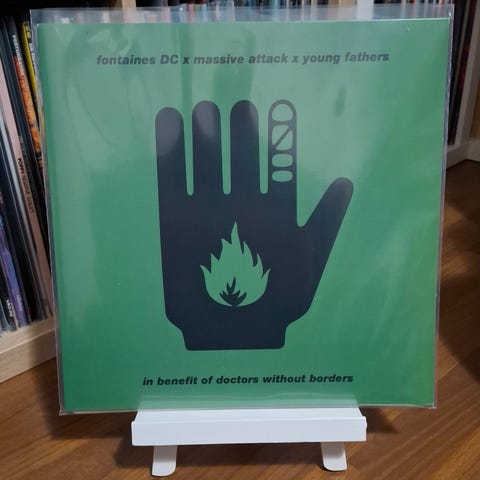 fontaines DC x massive attack x young fathers
in benefit of doctors without borders